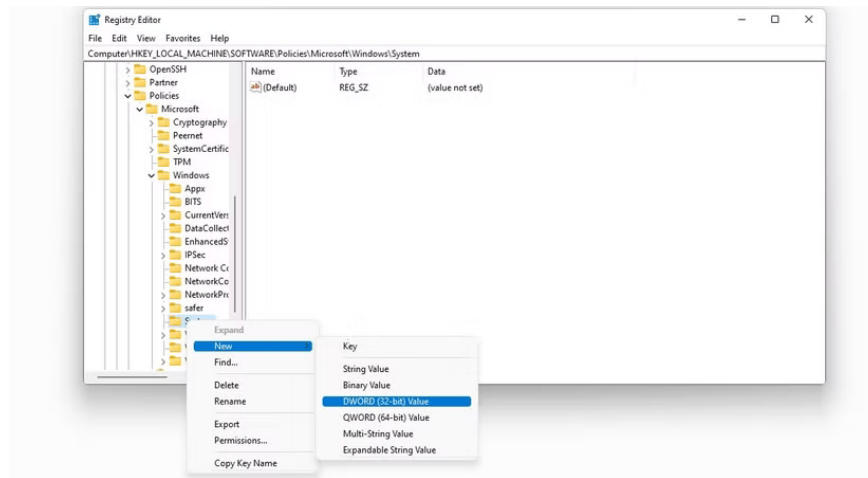 Registry Editor
File Edit View Favorites Help
Computer\HKEY_LOCAL_MACHINE\SOFTWARE\Policies\Microsoft\Windows\System
OpenSSH
Name Type Data
Partner
(Default) REG_SZ (value not set)
Policies
Microsoft
Cryptography
Peernet
SystemCertific
TPM
Windows
Appx
BITS
CurrentVers
DataCollect
EnhancedS
IPSec
Network Co
NetworkCo
NetworkPro
safer
Expand
New
Key
Find...
String Value
Delete
Binary Value
Rename
DWORD (32-bit) Value
QWORD (64-bit) Value
Export
Multi-String Value
Permissions...
Expandable String Value
Copy Key Name